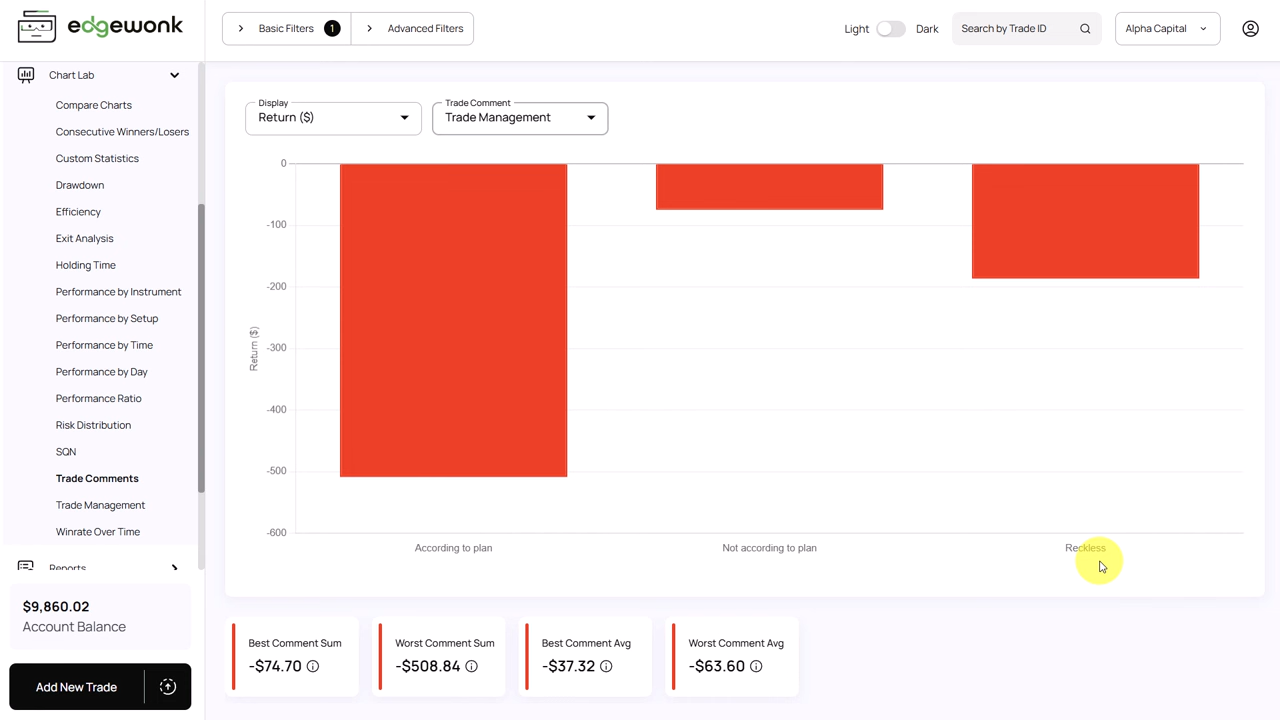 edgewonk
Basic Filters 1
Advanced Filters
Light
Dark
Search by Trade ID
Alpha Capital
Chart Lab
Compare Charts
Consecutive Winners/Losers
Custom Statistics
Drawdown
Efficiency
Exit Analysis
Holding Time
Performance by Instrument
Performance by Setup
Performance by Time
Performance by Day
Performance Ratio
Risk Distribution
SQN
Trade Comments
Trade Management
Winrate Over Time
Reports
$9,860.02
Account Balance
Add New Trade
Display
Return ($)
Trade Comment
Trade Management
0
-100
-200
-300
-400
-500
-600
Return ($)
According to plan
Not according to plan
Reckless
Best Comment Sum
-$74.70
Worst Comment Sum
-$508.84
Best Comment Avg
-$37.32
Worst Comment Avg
-$63.60